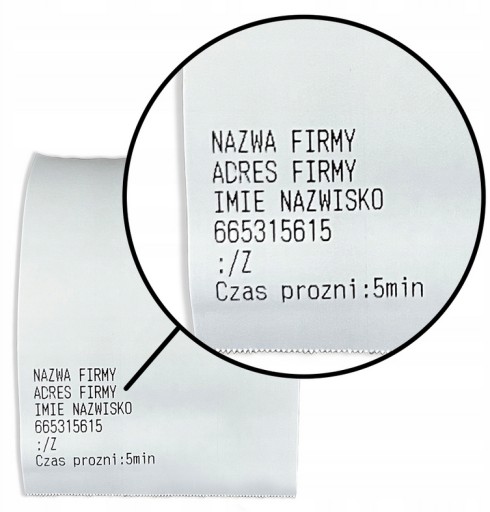 NAZWA FIRMY
ADRES FIRMY
IMIE NAZWISKO
665315615
:/Z
Czas prozni:5min
NAZWA FIRMY
ADRES FIRMY
IMIE NAZWISKO
665315615
:/Z
Czas prozni:5min